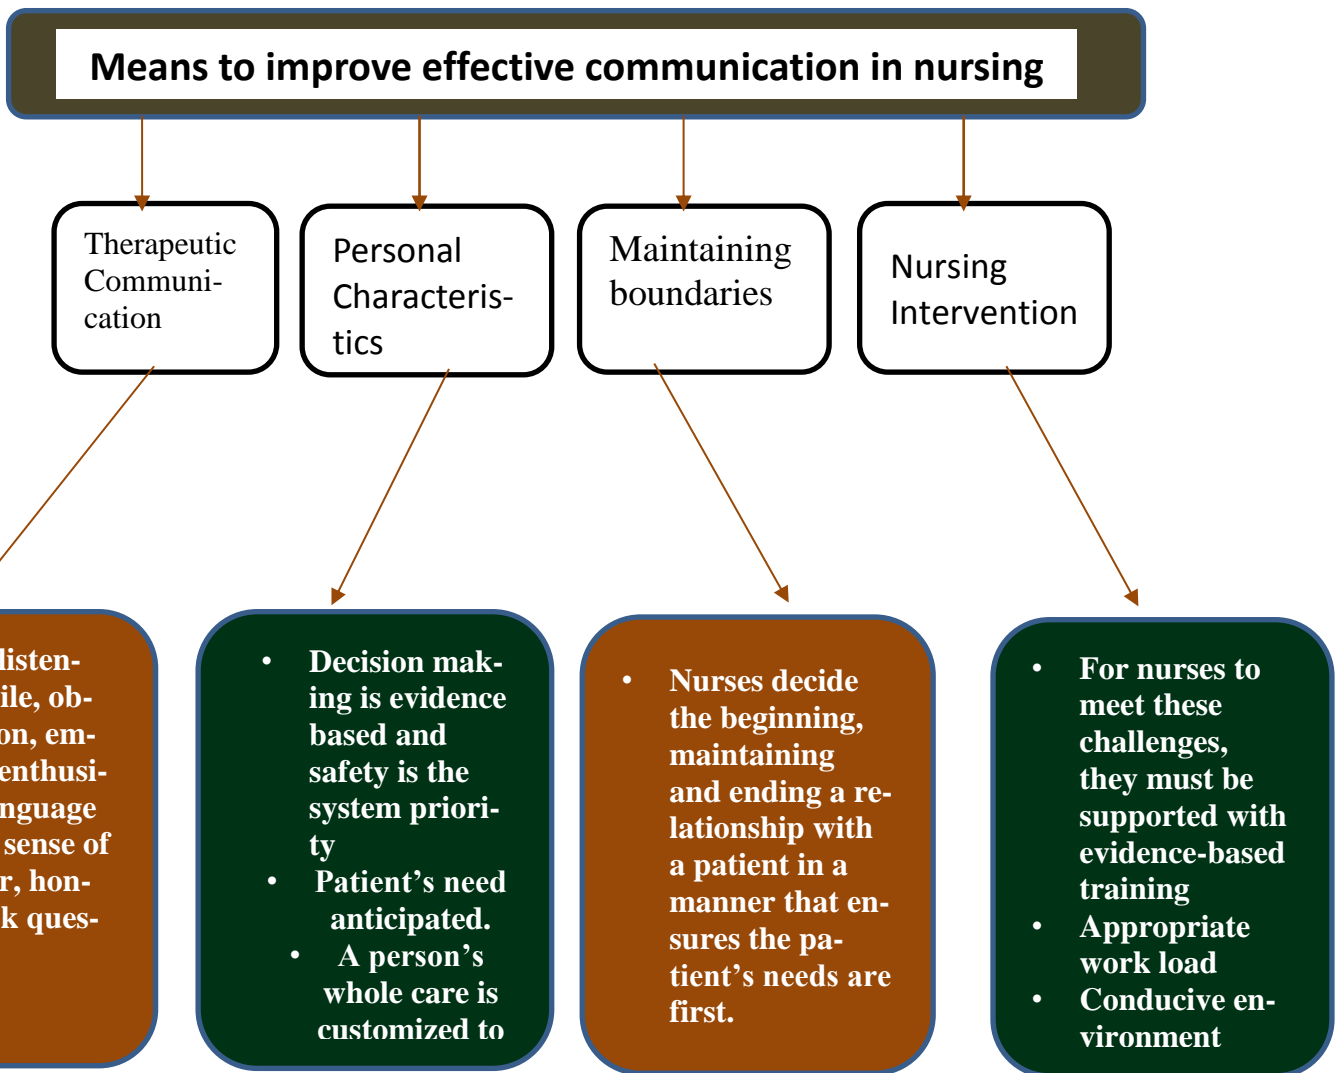 Means to improve effective communication in nursing
Therapeutic
Communi-
cation
Personal
Characteris-
tics
Maintaining
boundaries
Nursing
Intervention
listen-
ile, ob-
on, em-
enthusi-
nguage
sense of
r, hon-
k ques-
• Decision mak-
ing is evidence
based and
safety is the
system priori-
ty
• Patient’s need
anticipated.
• A person’s
whole care is
customized to
• Nurses decide
the beginning,
maintaining
and ending a re-
lationship with
a patient in a
manner that en-
sures the pa-
tient’s needs are
first.
• For nurses to
meet these
challenges,
they must be
supported with
evidence-based
training
• Appropriate
work load
• Conducive en-
vironment